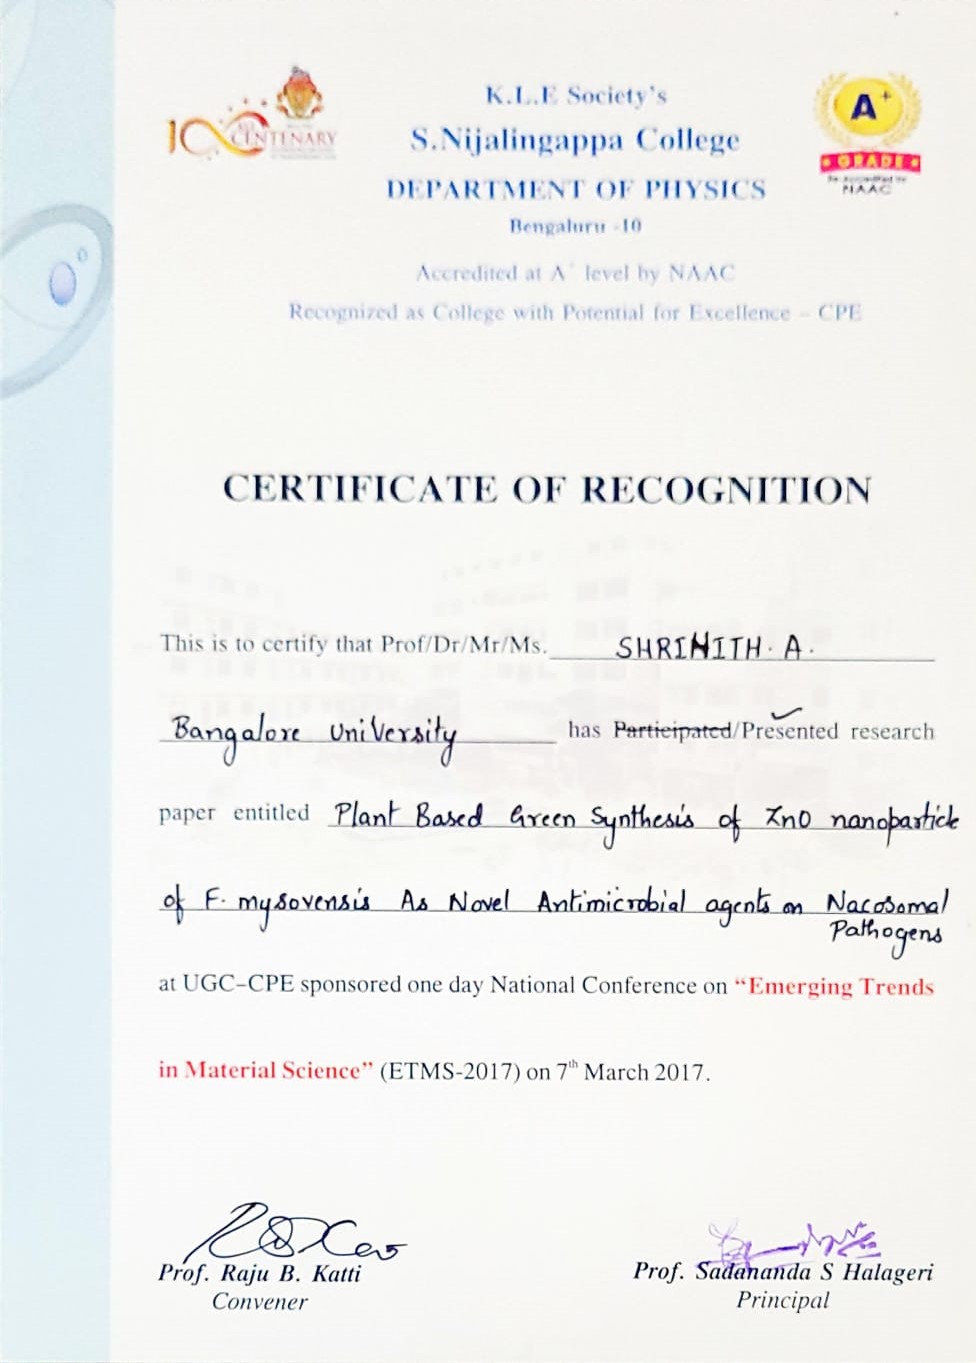 K.L.E Society's
S.Nijalingappa College
DEPARTMENT OF PHYSICS
Bengaluru -10
Accredited at A+ level by NAAC
Recognized as College with Potential for Excellence – CPE
10 CENTENARY
A+
GRADE
Re-Accredited by
NAAC
CERTIFICATE OF RECOGNITION
This is to certify that Prof/Dr/Mr/Ms. SHRINITH. A.
Bangalore University has Participated/Presented research
paper entitled Plant Based Green Synthesis of ZnO nanoparticle
of F. mysovensis As Novel Antimicrobial agents on Nacosomal
Pathogens
at UGC–CPE sponsored one day National Conference on “Emerging Trends
in Material Science” (ETMS-2017) on 7th March 2017.
Prof. Raju B. Katti
Convener
Prof. Sadananda S Halageri
Principal